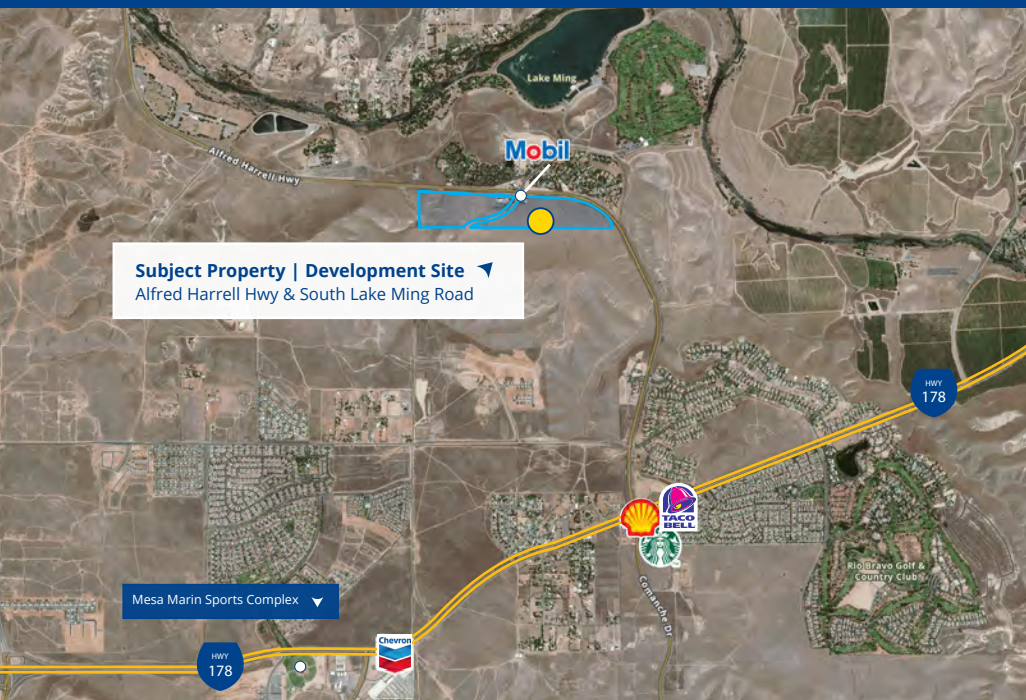 Lake Ming
Mobil
Alfred Harrell Hwy
Subject Property | Development Site
Alfred Harrell Hwy & South Lake Ming Road
HWY
178
TACO
BELL
Rio Bravo Golf &
Country Club
Comanche Dr
Mesa Marin Sports Complex
Chevron
HWY
178